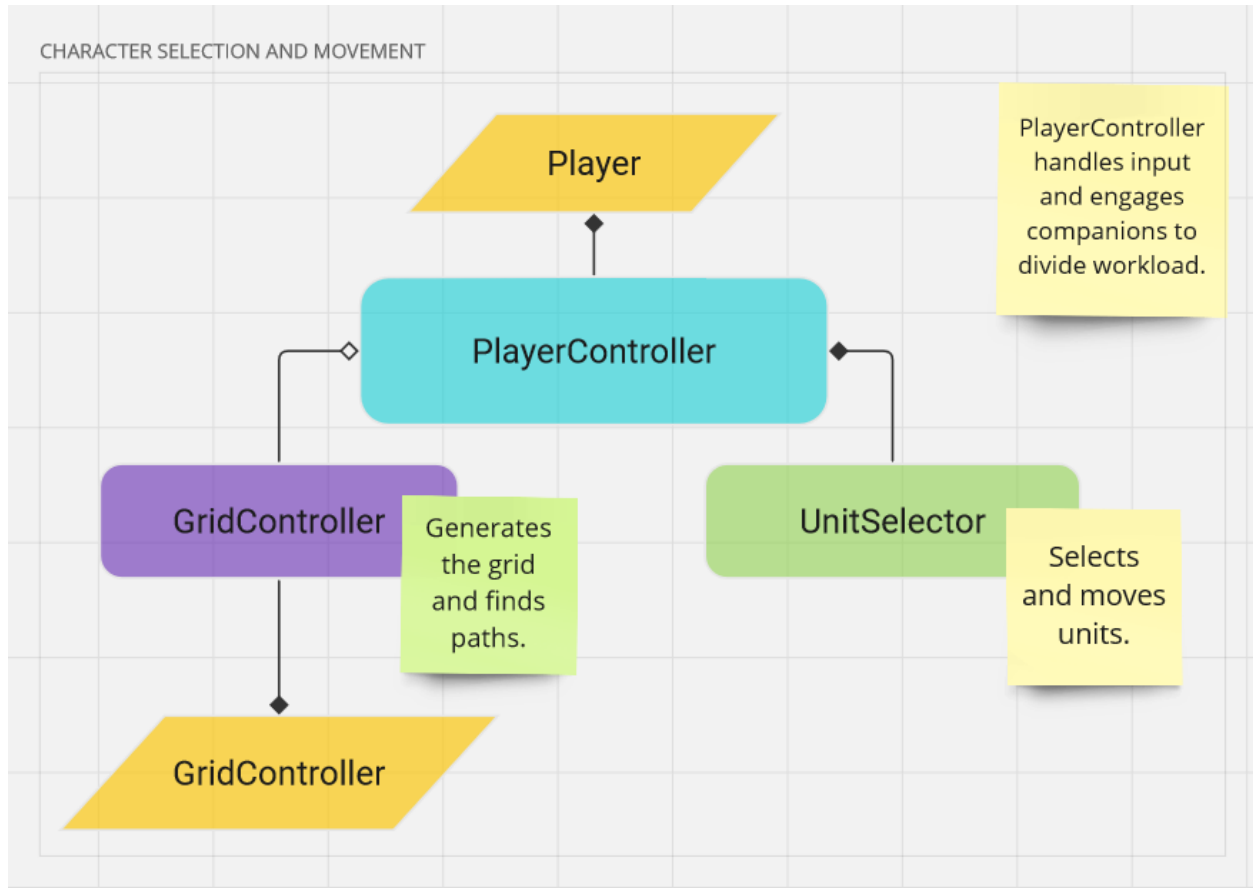 CHARACTER SELECTION AND MOVEMENT
Player
PlayerController
handles input
and engages
companions to
divide workload.
PlayerController
GridController
Generates
the grid
and finds
paths.
UnitSelector
Selects
and moves
units.
GridController